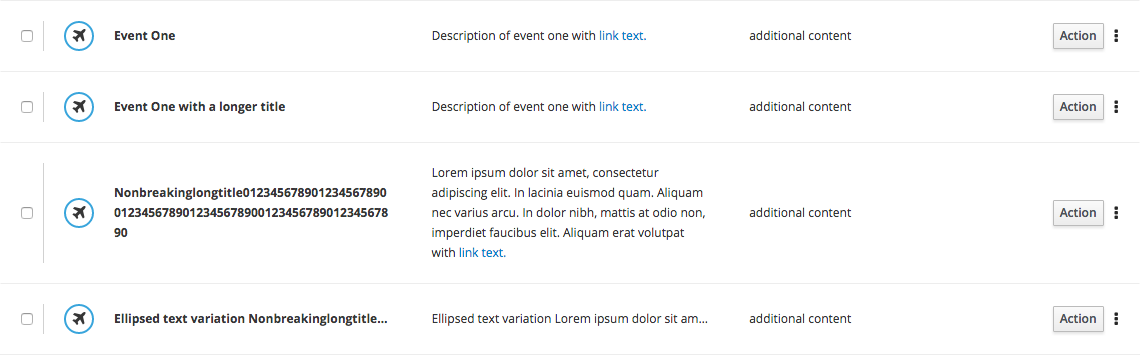 Event One
Description of event one with link text.
additional content
Action
Event One with a longer title
Description of event one with link text.
additional content
Action
Nonbreakinglongtitle012345678901234567890
012345678901234567890012345678901234567​8
90
Lorem ipsum dolor sit amet, consectetur
adipiscing elit. In lacinia euismod quam. Aliquam
nec varius arcu. In dolor nibh, mattis at odio non,
imperdiet faucibus elit. Aliquam erat volutpat
with link text.
additional content
Action
Ellipsed text variation Nonbreakinglongtitle...
Ellipsed text variation Lorem ipsum dolor sit am...
additional content
Action